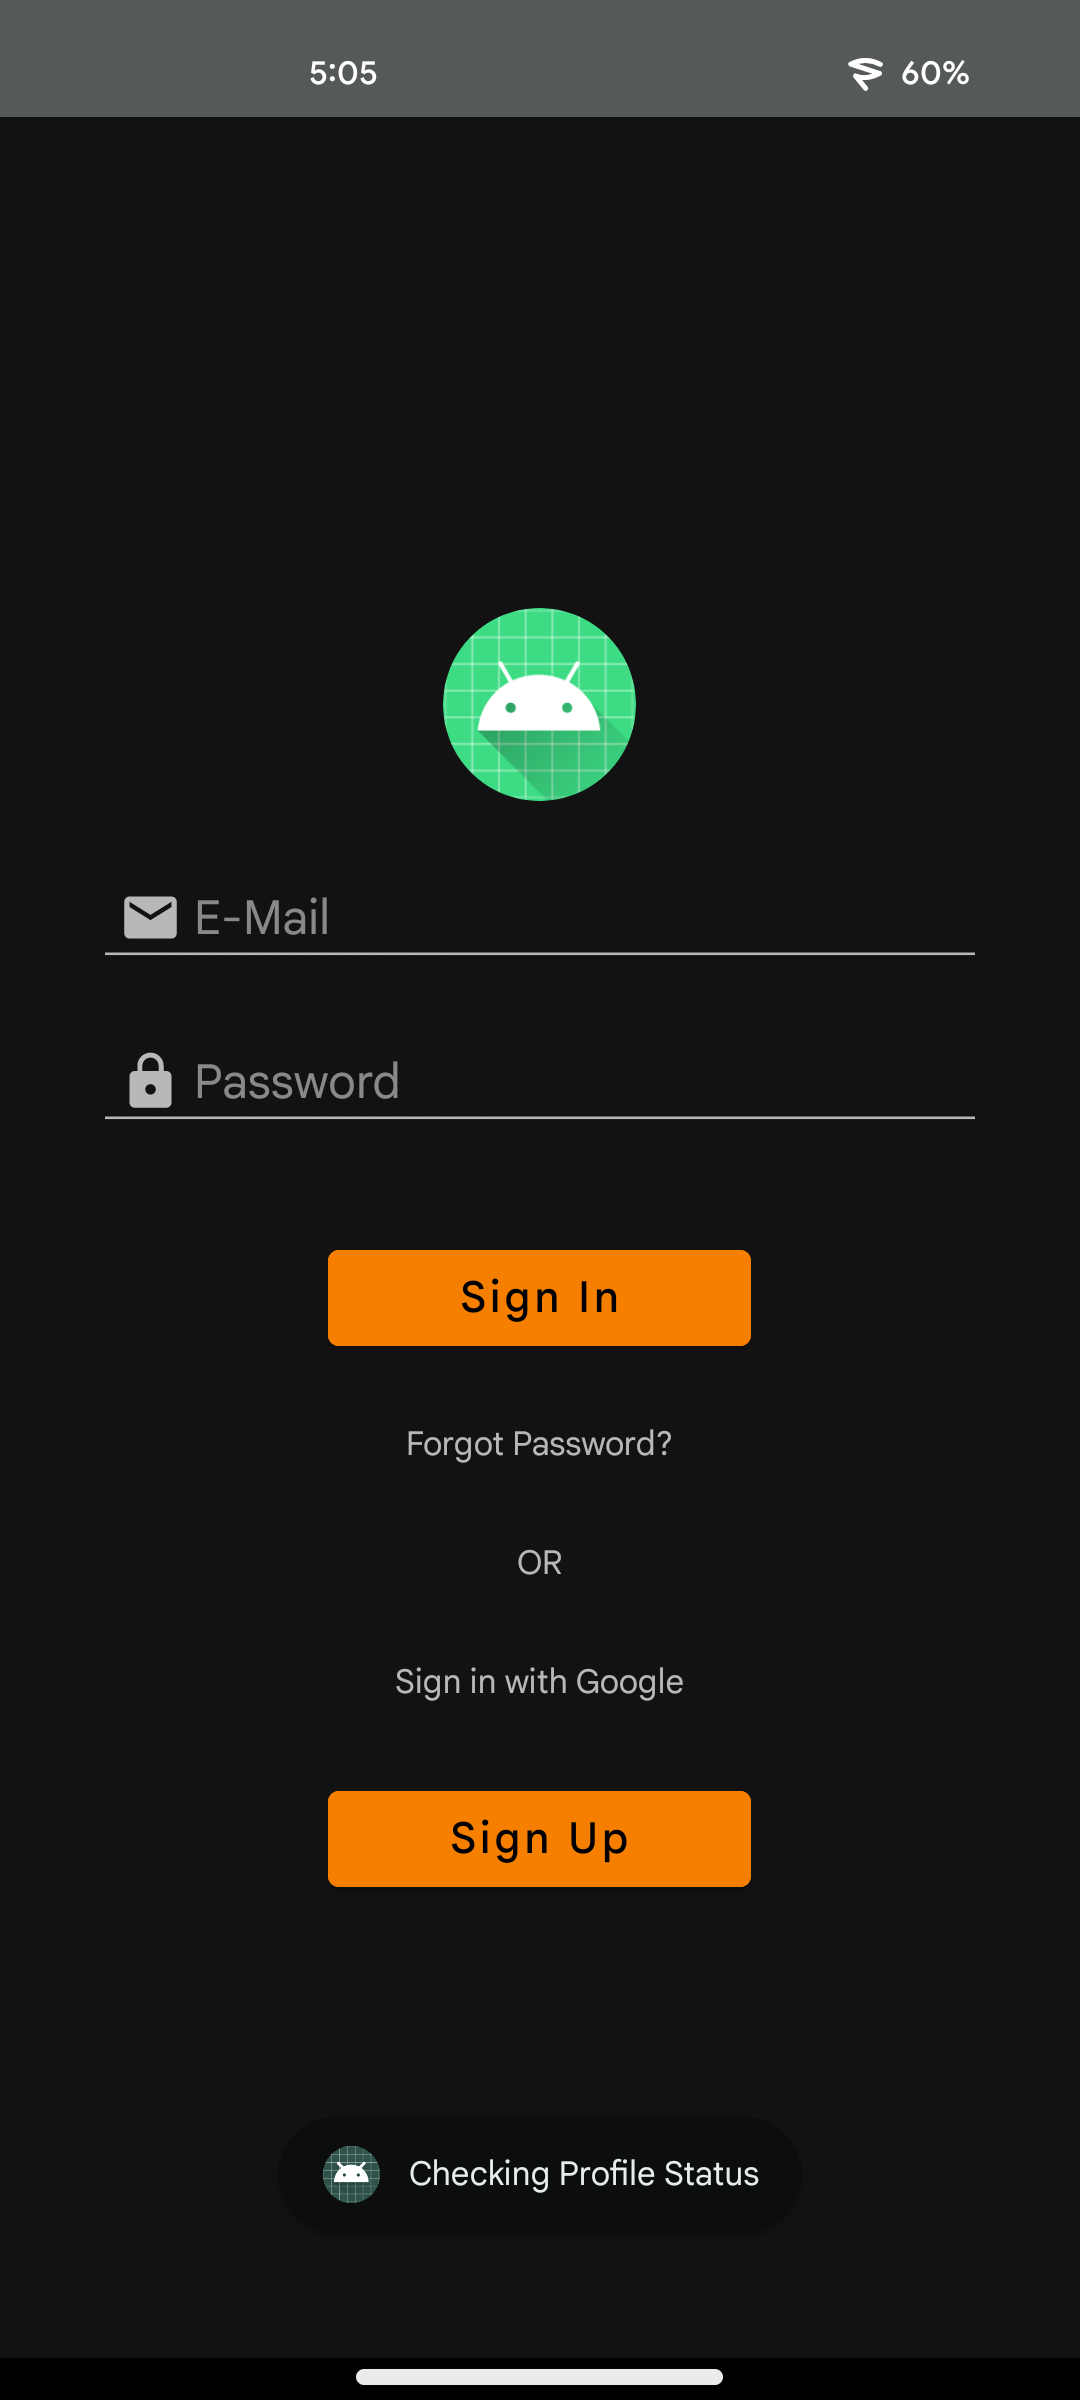 5:05 60%
E-Mail
Password
Sign In
Forgot Password?
OR
Sign in with Google
Sign Up
Checking Profile Status